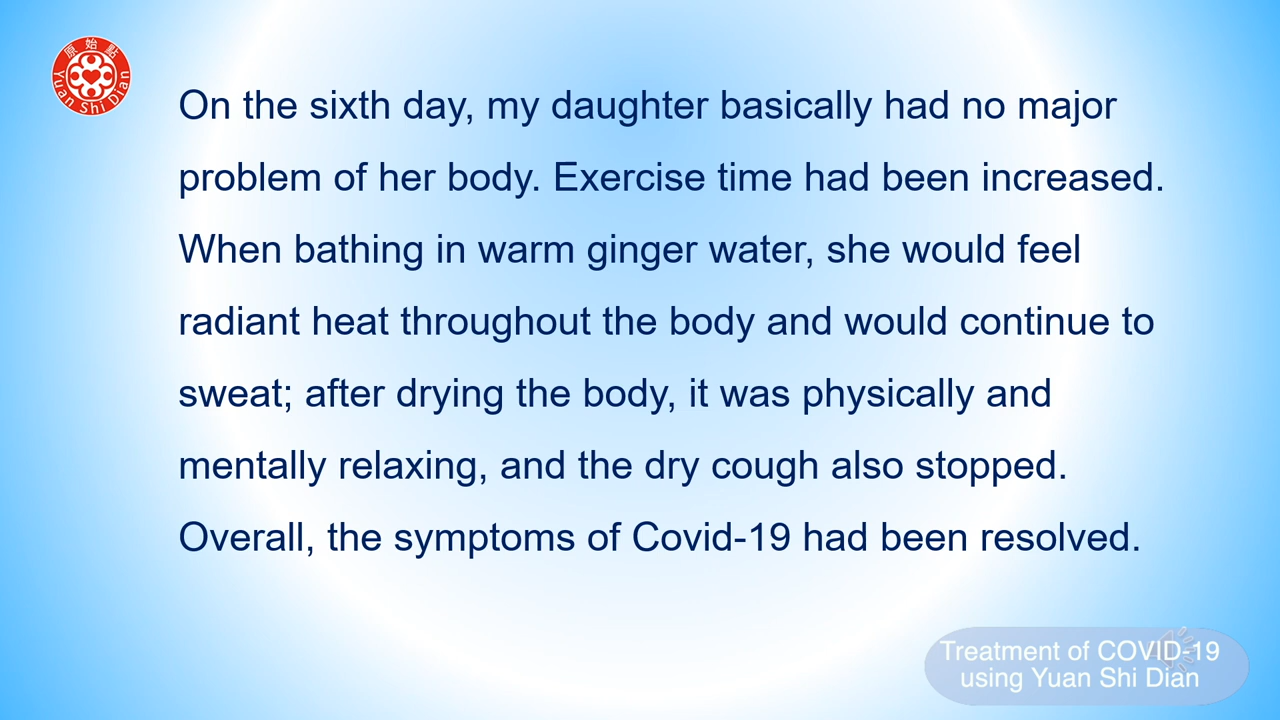 原始點
Yuan Shi Dian
On the sixth day, my daughter basically had no major
problem of her body. Exercise time had been increased.
When bathing in warm ginger water, she would feel
radiant heat throughout the body and would continue to
sweat; after drying the body, it was physically and
mentally relaxing, and the dry cough also stopped.
Overall, the symptoms of Covid-19 had been resolved.
Treatment of COVID-19
using Yuan Shi Dian